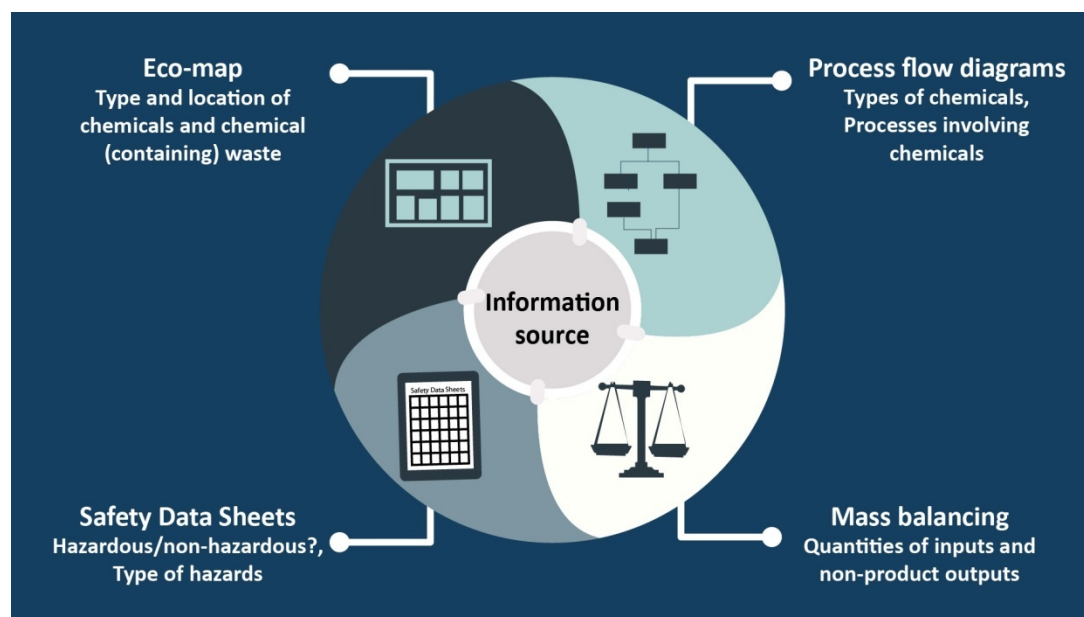 Eco-map
Type and location of
chemicals and chemical
(containing) waste
Process flow diagrams
Types of chemicals,
Processes involving
chemicals
Information
source
Safety Data Sheets
Safety Data Sheets
Hazardous/non-hazardous?,
Type of hazards
Mass balancing
Quantities of inputs and
non-product outputs